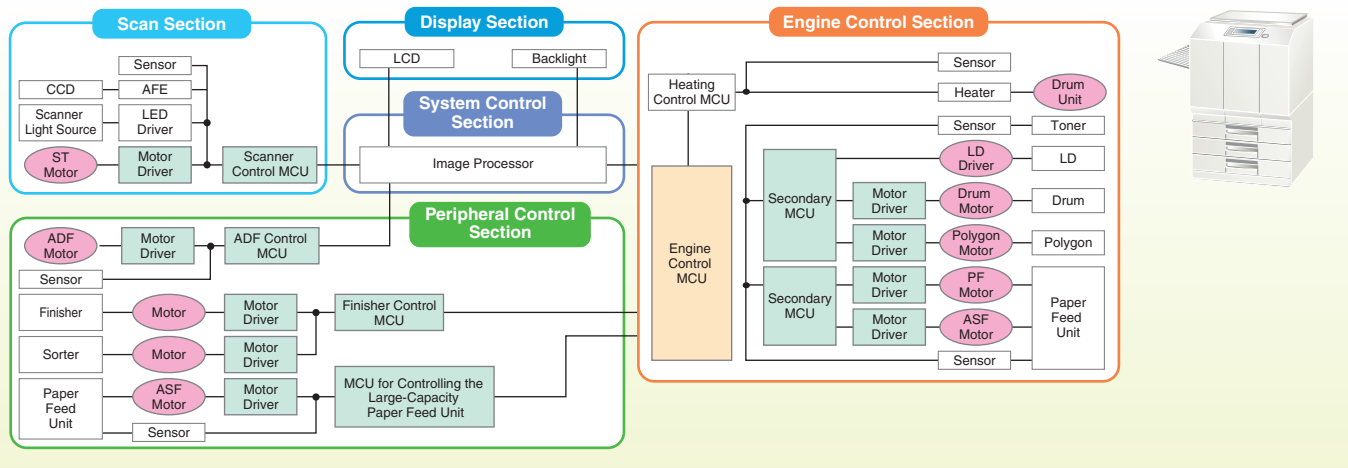 Scan Section
Sensor
CCD
AFE
Scanner
Light Source
LED
Driver
ST
Motor
Motor
Driver
Scanner
Control MCU
Display Section
LCD
Backlight
System Control
Section
Image Processor
Peripheral Control
Section
ADF
Motor
Motor
Driver
ADF Control
MCU
Sensor
Finisher
Motor
Motor
Driver
Finisher Control
MCU
Sorter
Motor
Motor
Driver
Paper
Feed
Unit
ASF
Motor
Motor
Driver
MCU for Controlling the
Large-Capacity
Paper Feed Unit
Sensor
Engine Control Section
Heating
Control MCU
Sensor
Heater
Drum
Unit
Engine
Control
MCU
Sensor
Toner
Secondary
MCU
LD
Driver
LD
Motor
Driver
Drum
Motor
Drum
Motor
Driver
Polygon
Motor
Polygon
Secondary
MCU
Motor
Driver
PF
Motor
Paper
Feed
Unit
Motor
Driver
ASF
Motor
Sensor